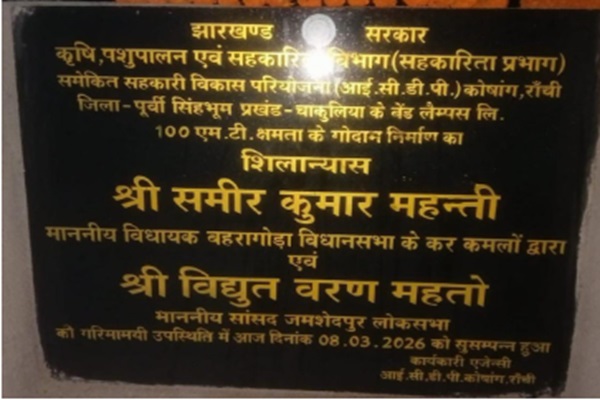 झारखण्ड सरकार
कृषि, पशुपालन एवं सहकारिता विभाग (सहकारिता प्रभाग)
समेकित सहकारी विकास परियोजना (आई.सी.डी.पी.) कोषांग, राँची
जिला - पूर्वी सिंहभूम प्रखंड - चाकुलिया के बेंड लैम्पस लि.
100 एम.टी. क्षमता के गोदान निर्माण का
शिलान्यास
श्री समीर कुमार महन्ती
माननीय विधायक बहरागोड़ा विधानसभा के कर कमलों द्वारा
एवं
श्री विद्युत वरण महतो
माननीय सांसद जमशेदपुर लोकसभा
की गरिमामयी उपस्थिति में आज दिनांक 08.03.2026 को सुसम्पन्न हुआ
कार्यकारी एजेन्सी
आई.सी.डी.पी.कोषांग,राँची